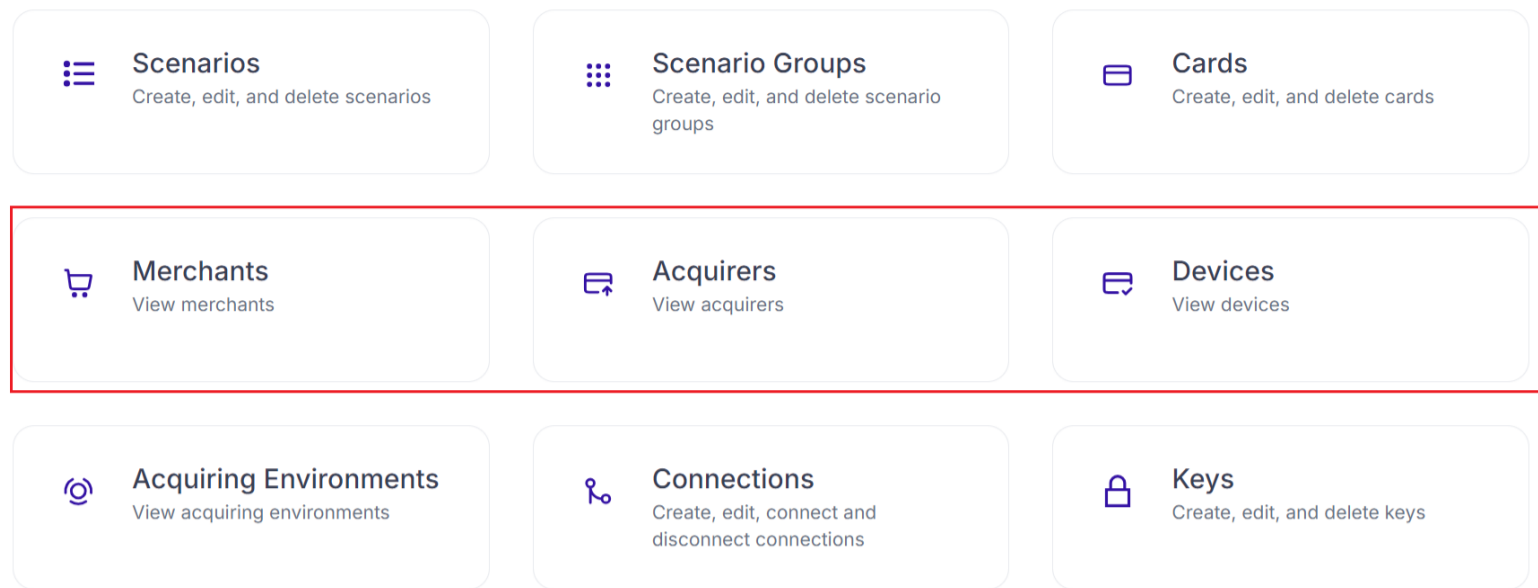 Scenarios
Create, edit, and delete scenarios
Scenario Groups
Create, edit, and delete scenario
groups
Cards
Create, edit, and delete cards
Merchants
View merchants
Acquirers
View acquirers
Devices
View devices
Acquiring Environments
View acquiring environments
Connections
Create, edit, connect and
disconnect connections
Keys
Create, edit, and delete keys